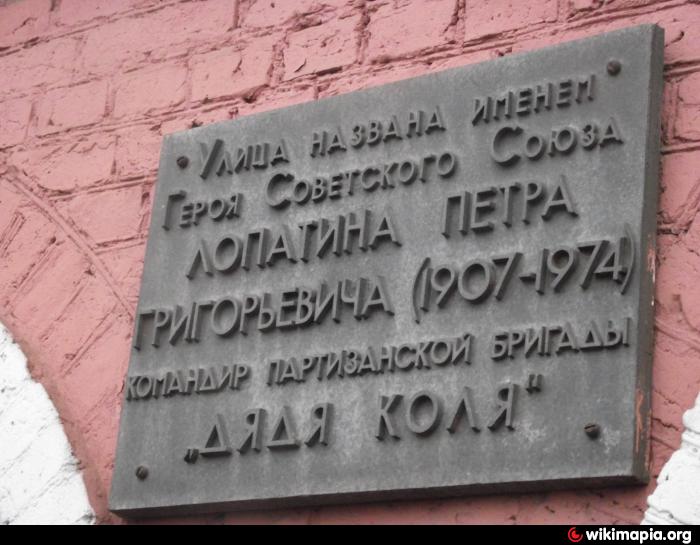 Улица названа именем
Героя Советского Союза
ЛОПАТИНА ПЕТРА
ГРИГОРЬЕВИЧА (1907-1974)
КОМАНДИР ПАРТИЗАНСКОЙ БРИГАДЫ
„ДЯДЯ КОЛЯ"
wikimapia.org